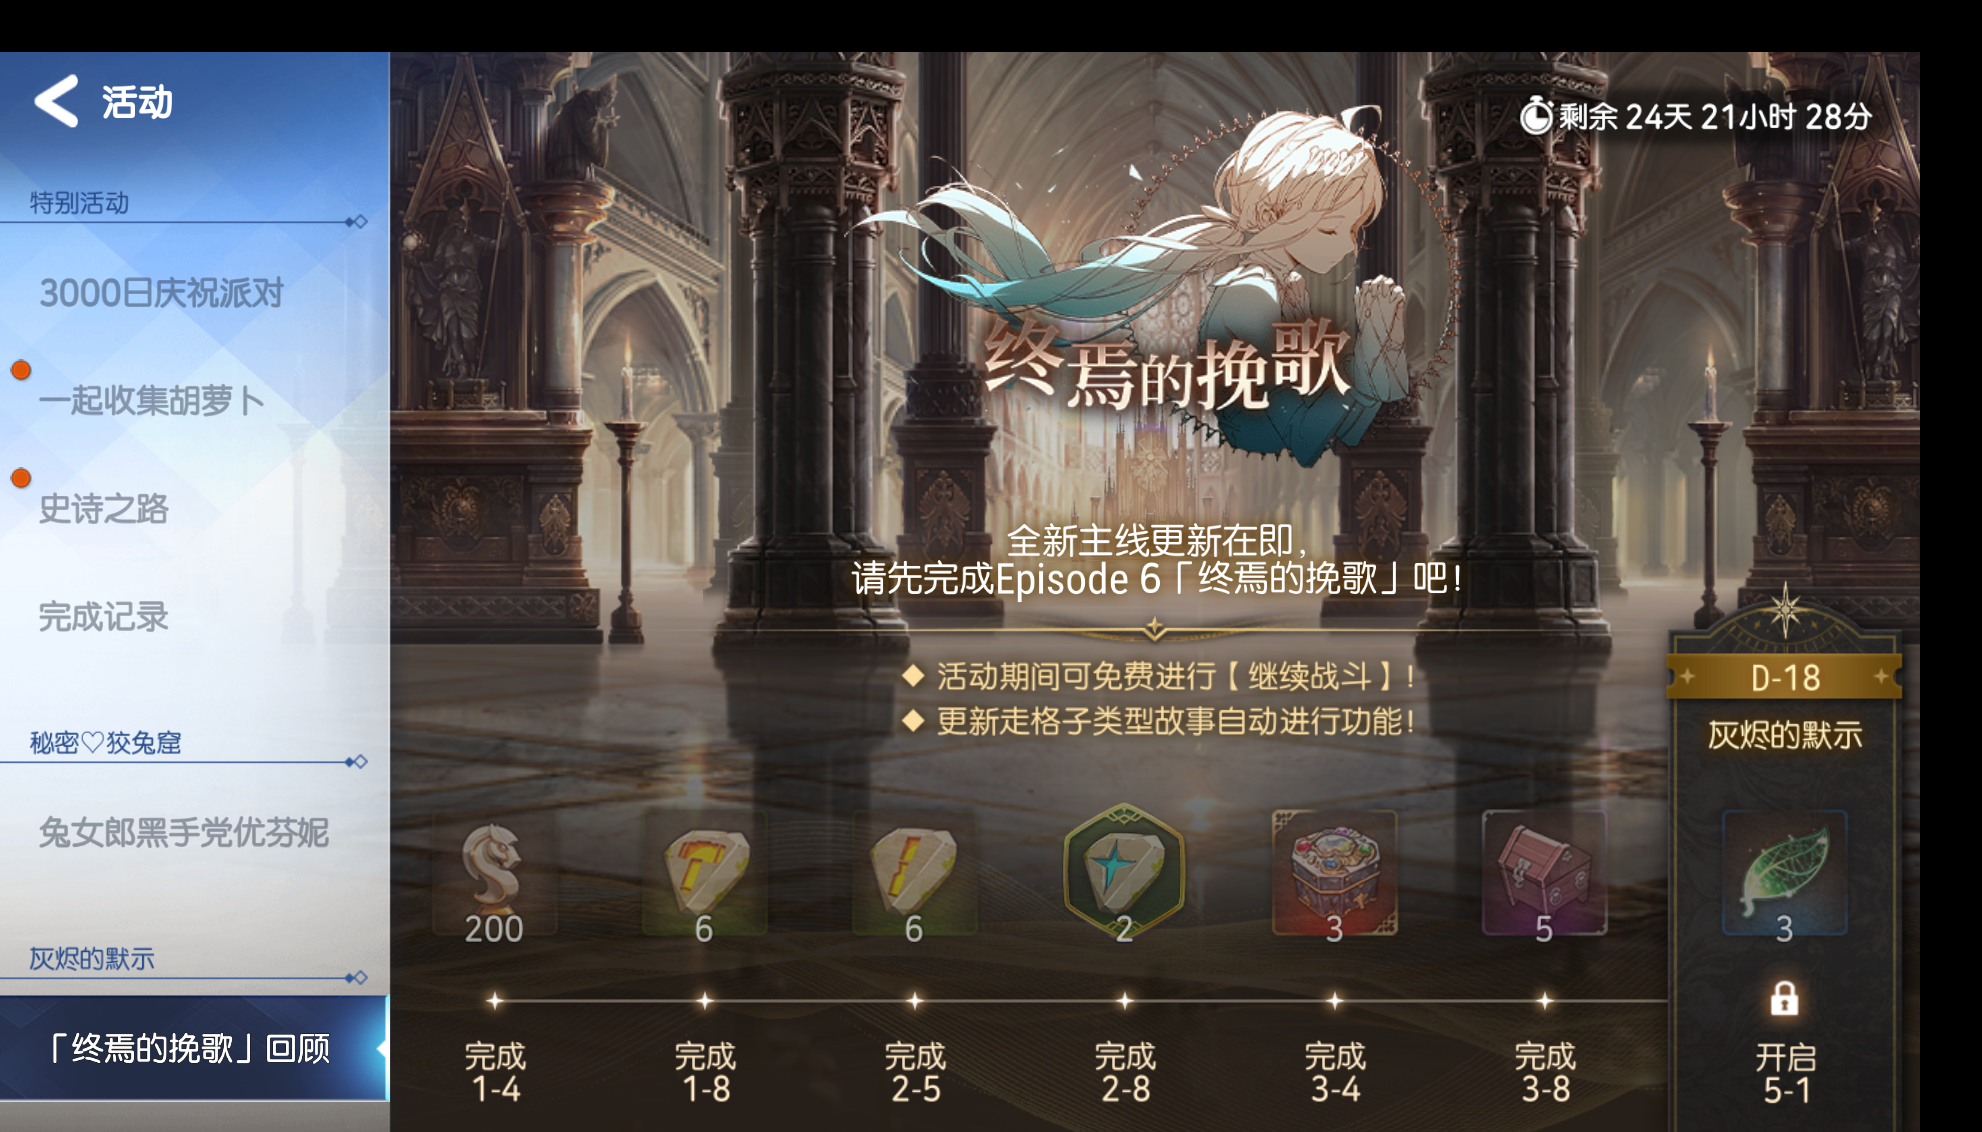 活动
特别活动
3000日庆祝派对
一起收集胡萝卜
史诗之路
完成记录
秘密♡狡兔窟
兔女郎黑手党优芬妮
灰烬的默示
「终焉的挽歌」回顾
剩余 24天 21小时 28分
终焉的挽歌
全新主线更新在即，
请先完成Episode 6「终焉的挽歌」吧！
◆ 活动期间可免费进行【继续战斗】！
◆ 更新走格子类型故事自动进行功能！
200
6
6
2
3
5
完成
1-4
完成
1-8
完成
2-5
完成
2-8
完成
3-4
完成
3-8
D-18
灰烬的默示
3
开启
5-1